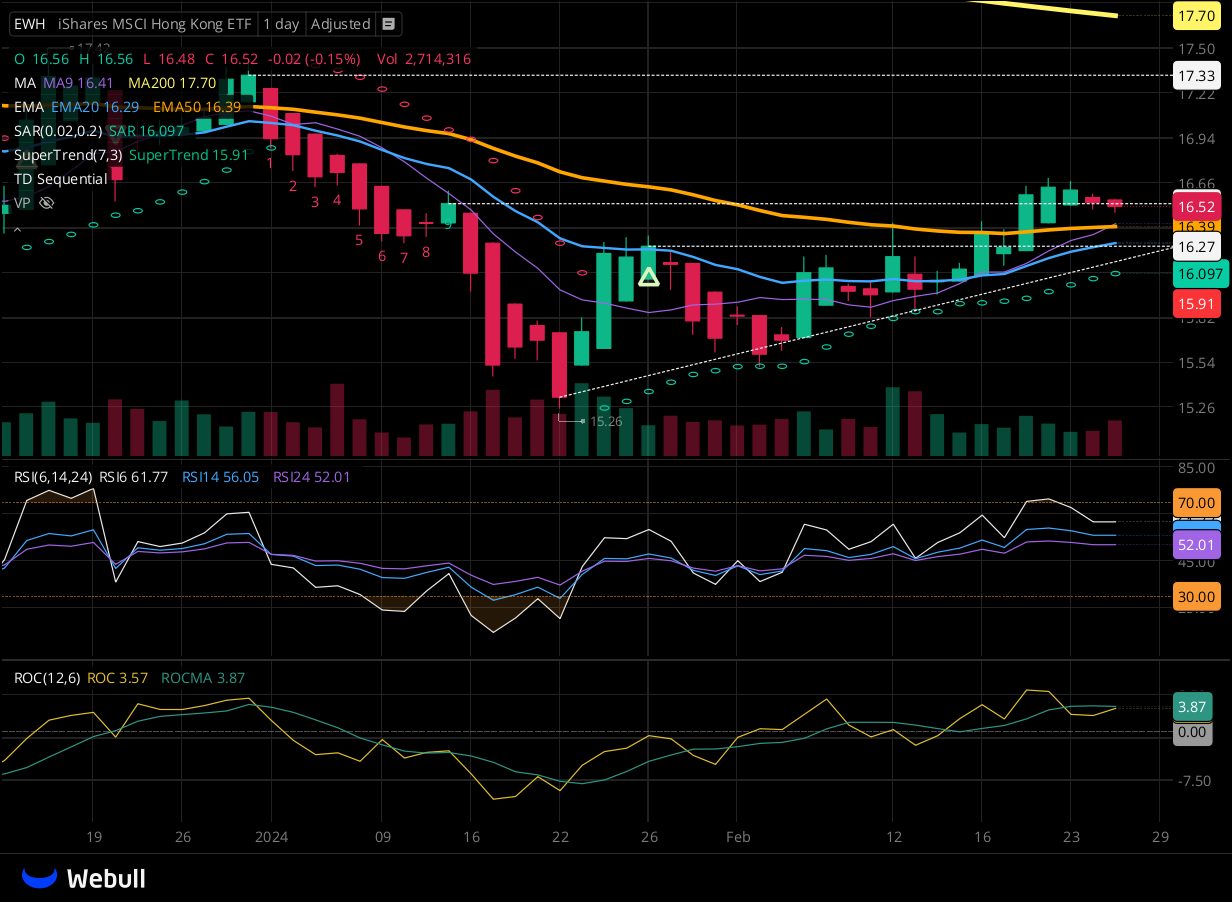 EWH iShares MSCI Hong Kong ETF 1 day Adjusted
17.70
17.50
O 16.56 H 16.56 L 16.48 C 16.52 -0.02 (-0.15%) Vol 2,714,316
17.33
MA MA9 16.41 MA200 17.70
17.22
EMA EMA20 16.29 EMA50 16.39
SAR(0.02,0.2) SAR 16.097
16.94
SuperTrend(7,3) SuperTrend 15.91
1
TD Sequential
16.66
2
VP
3 4
16.52
9
16.39
5
16.27
6 7 8
16.097
15.91
15.82
15.54
15.26
15.26
RSI(6,14,24) RSI6 61.77 RSI14 56.05 RSI24 52.01
85.00
70.00
52.01
45.00
30.00
ROC(12,6) ROC 3.57 ROCMA 3.87
3.87
0.00
-7.50
19 26 2024 09 16 22 26 Feb 12 16 23 29
Webull